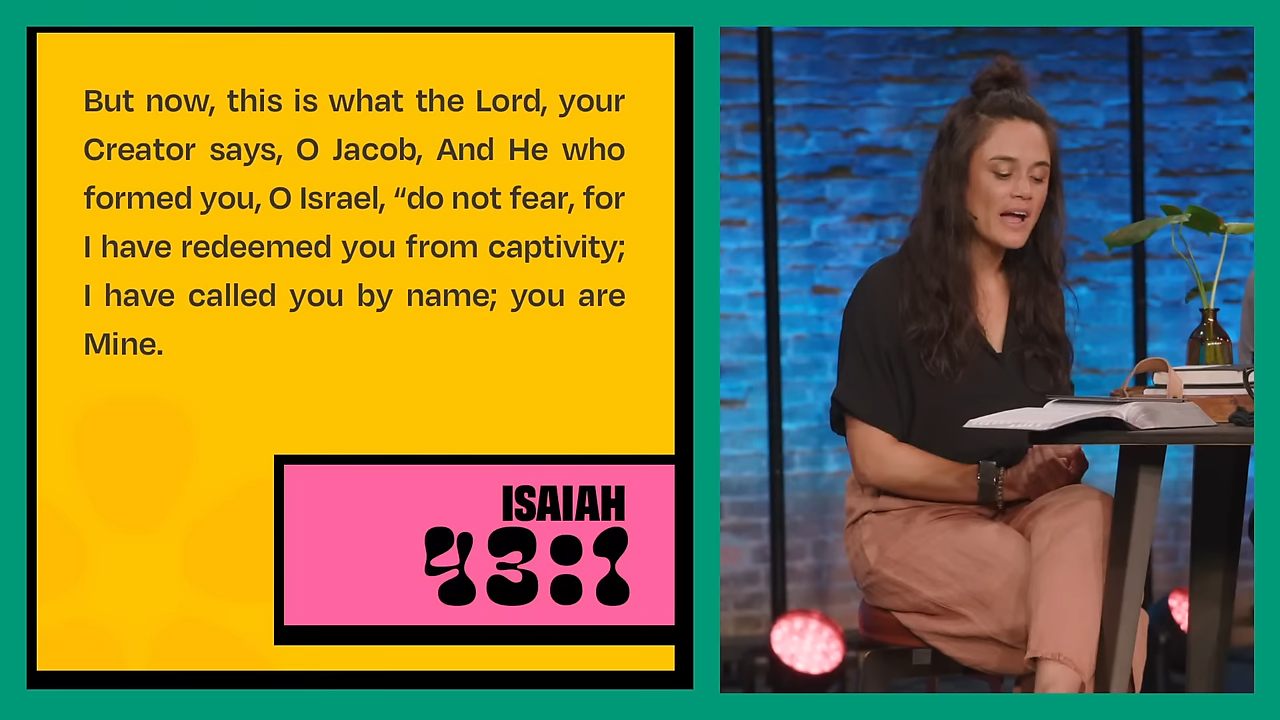 But now, this is what the Lord, your
Creator says, O Jacob, And He who
formed you, O Israel, “do not fear, for
I have redeemed you from captivity;
I have called you by name; you are
Mine.
ISAIAH
43:1